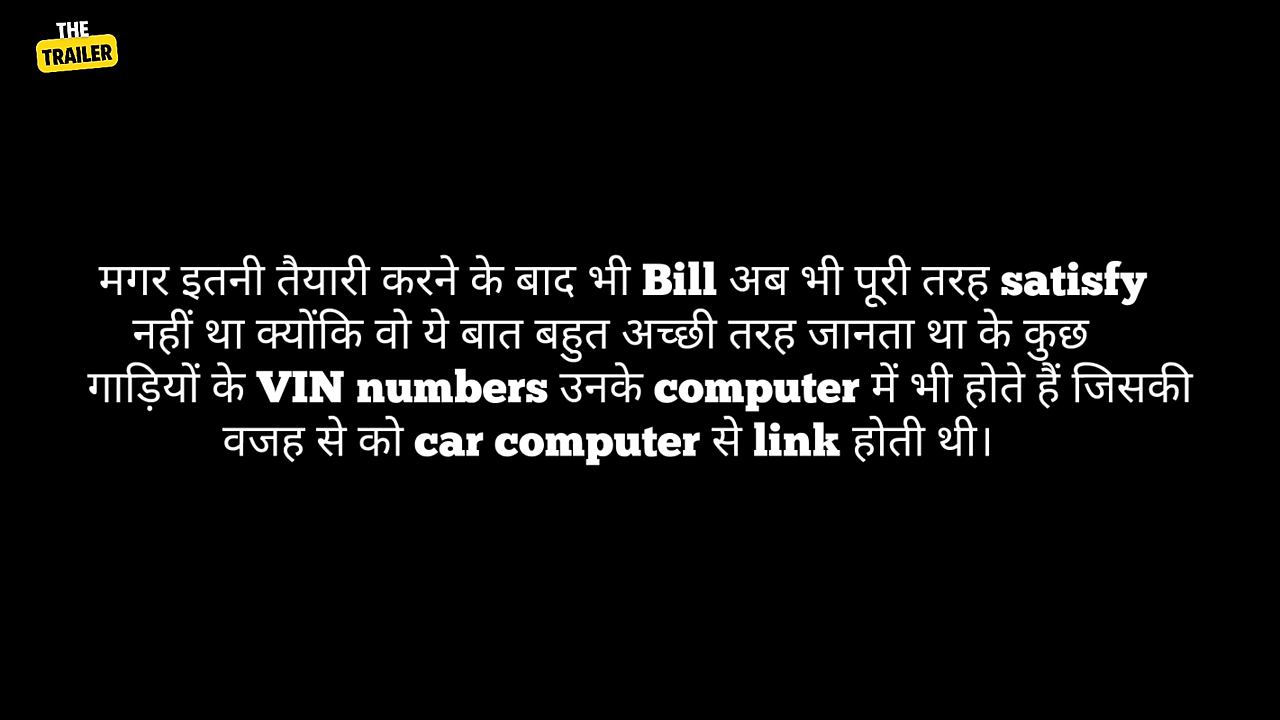 THE
TRAILER
मगर इतनी तैयारी करने के बाद भी Bill अब भी पूरी तरह satisfy
नहीं था क्योंकि वो ये बात बहुत अच्छी तरह जानता था के कुछ
गाड़ियों के VIN numbers उनके computer में भी होते हैं जिसकी
वजह से को car computer से link होती थी।